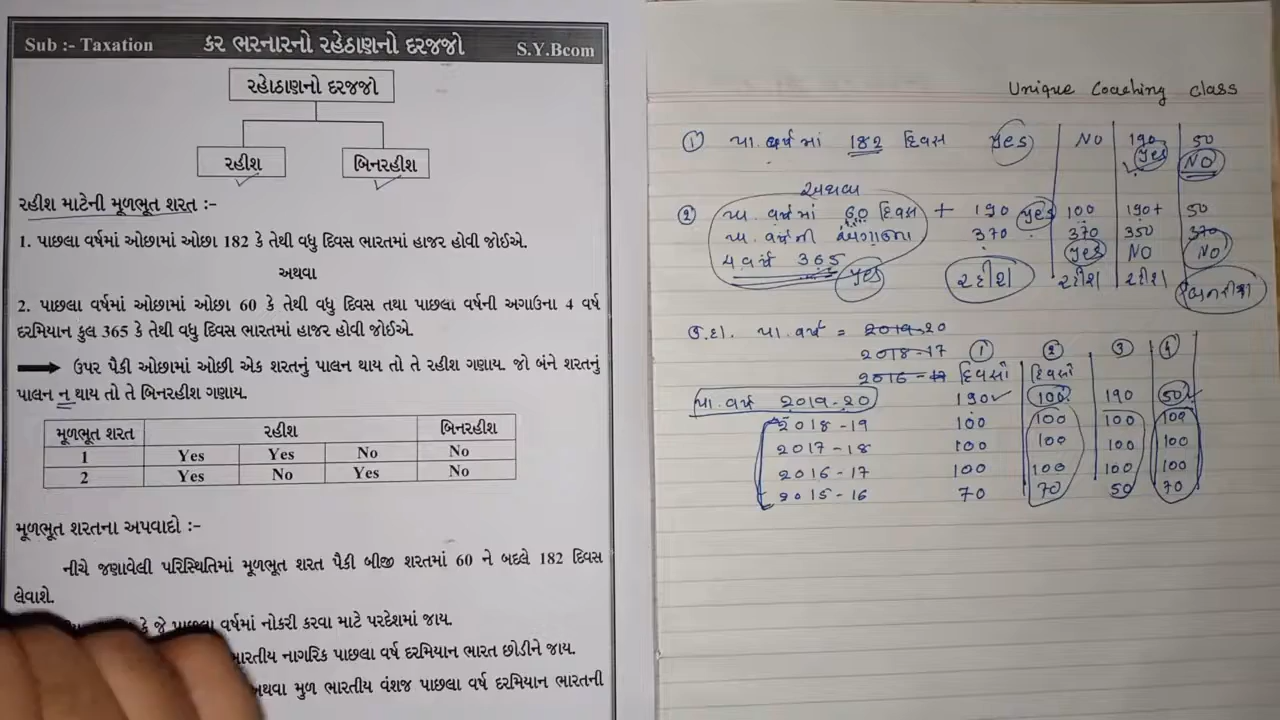 Sub :- Taxation કર ભરનારનો રહેઠાણનો દરજજો S.Y.Bcom
રહેાઠાણનો દરજજો
રહીશ બિનરહીશ
રહીશ માટેની મૂળભૂત શરત :-
1. પાછલા વર્ષમાં ઓછામાં ઓછા 182 કે તેથી વધુ દિવસ ભારતમાં હાજર હોવી જોઈએ.
અથવા
2. પાછલા વર્ષમાં ઓછામાં ઓછા 60 કે તેથી વધુ દિવસ તથા પાછલા વર્ષની અગાઉના 4 વર્ષ
દરમિયાન કુલ 365 કે તેથી વધુ દિવસ ભારતમાં હાજર હોવી જોઈએ.
ઉપર પૈકી ઓછામાં ઓછી એક શરતનું પાલન થાય તો તે રહીશ ગણાય. જો બંને શરતનું
પાલન ન થાય તો તે બિનરહીશ ગણાય.
મૂળભૂત શરત રહીશ બિનરહીશ
1 Yes Yes No No
2 Yes No Yes No
મૂળભૂત શરતના અપવાદો :-
નીચે જણાવેલી પરિસ્થિતિમાં મૂળભૂત શરત પૈકી બીજી શરતમાં 60 ને બદલે 182 દિવસ
લેવાશે.
કે જે પાછલા વર્ષમાં નોકરી કરવા માટે પરદેશમાં જાય.
ભારતીય નાગરિક પાછલા વર્ષ દરમિયાન ભારત છોડીને જાય.
અથવા મુળ ભારતીય વંશજ પાછલા વર્ષ દરમિયાન ભારતની
Unique Coaching Class
① પા. વર્ષ માં 182 દિવસ Yes NO 190 Yes 50 NO
અથવા
② પા. વર્ષમાં 60 દિવસ + 190 Yes 100 190+ 50
પા. વર્ષની અગાઉના 370 370 350 370
4 વર્ષ 365 Yes Yes NO NO
રહીશ રહીશ રહીશ બિનરહીશ
ઉ.દા. પા. વર્ષ = 2019-20
2018-17 ① ② ③ ④
2016-17 દિવસો દિવસો
પા. વર્ષ 2019-20 190 100 190 50
2018-19 100 100 100 100
2017-18 100 100 100 100
2016-17 100 100 100 100
2015-16 70 70 50 70